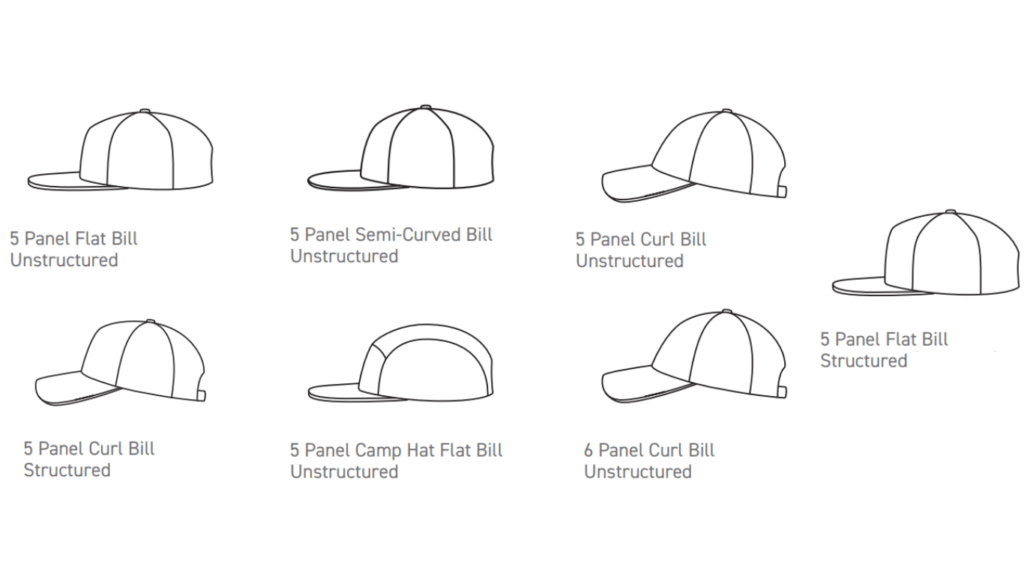 5 Panel Flat Bill
Unstructured
5 Panel Semi-Curved Bill
Unstructured
5 Panel Curl Bill
Unstructured
5 Panel Flat Bill
Structured
5 Panel Curl Bill
Structured
5 Panel Camp Hat Flat Bill
Unstructured
6 Panel Curl Bill
Unstructured